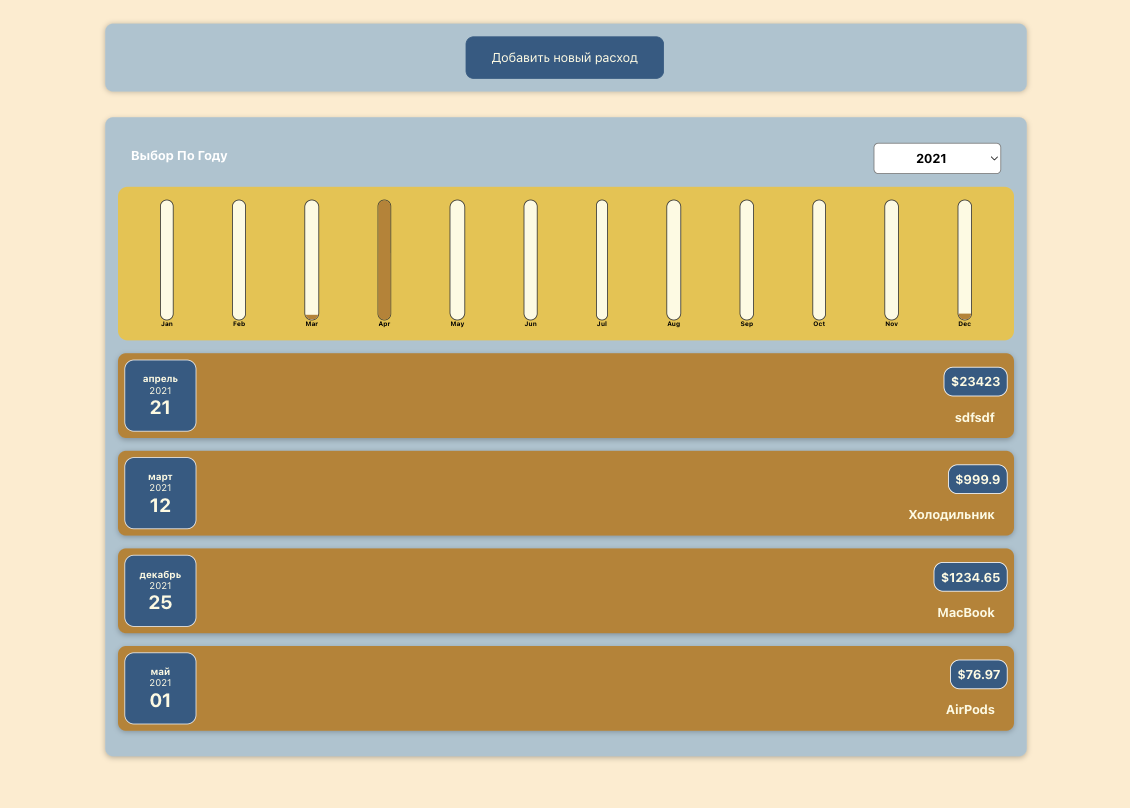 Добавить новый расход
Выбор По Году
2021
Jan Feb Mar Apr May Jun Jul Aug Sep Oct Nov Dec
апрель
2021
21
$23423
sdfsdf
март
2021
12
$999.9
Холодильник
декабрь
2021
25
$1234.65
MacBook
май
2021
01
$76.97
AirPods